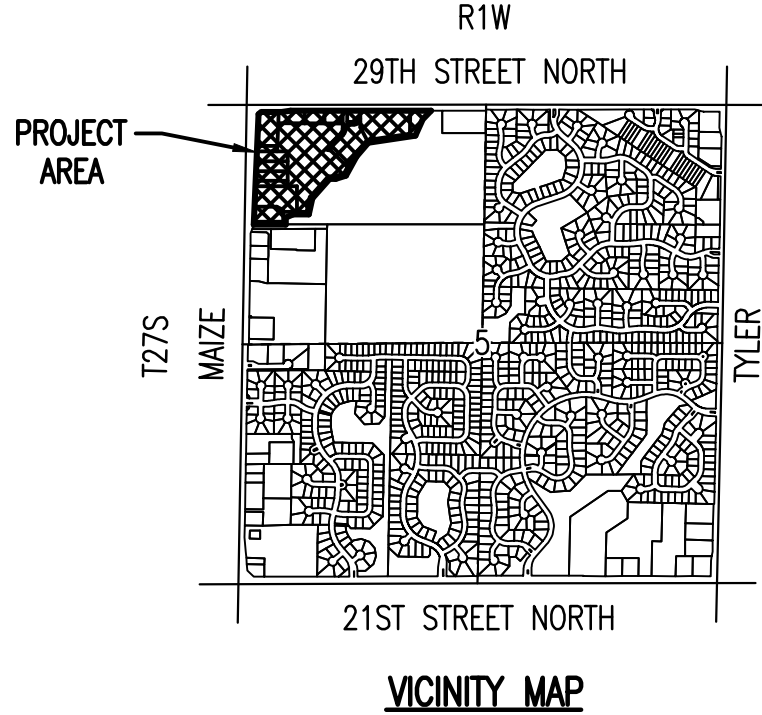 R1W
29TH STREET NORTH
PROJECT
AREA
T27S
MAIZE
5
TYLER
21ST STREET NORTH
VICINITY MAP